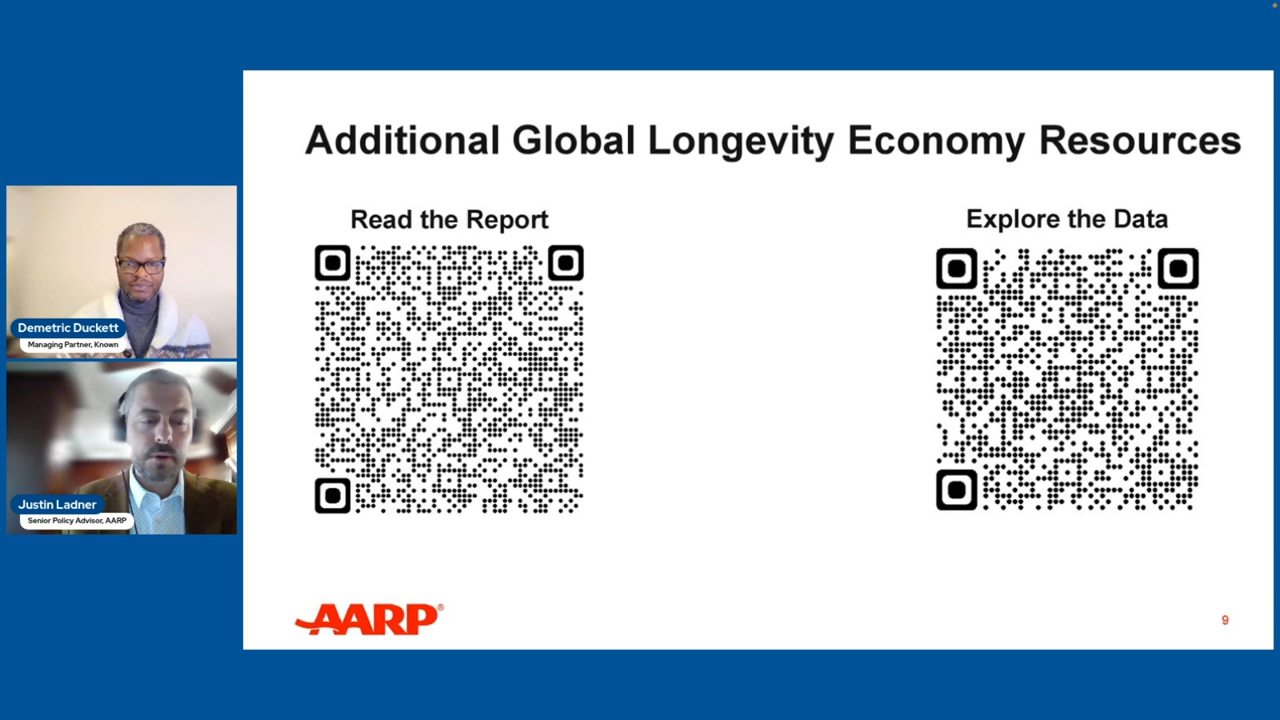 Additional Global Longevity Economy Resources
Read the Report
Explore the Data
Demetric Duckett
Managing Partner, Known
Justin Ladner
Senior Policy Advisor, AARP
AARP®
9